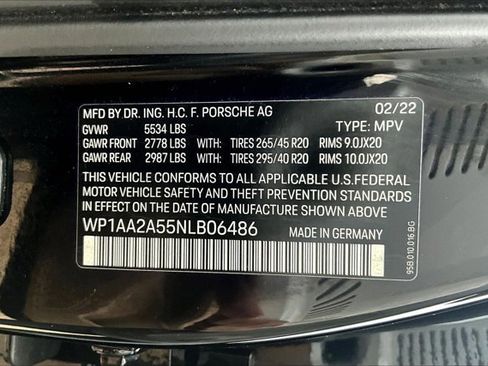 MFD BY DR. ING. H.C. F. PORSCHE AG 02/22
GVWR 5534 LBS TYPE: MPV
GAWR FRONT 2778 LBS WITH: TIRES 265/45 R20 RIMS 9.0JX20
GAWR REAR 2987 LBS WITH: TIRES 295/40 R20 RIMS 10.0JX20
THIS VEHICLE CONFORMS TO ALL APPLICABLE U.S.FEDERAL
MOTOR VEHICLE SAFETY AND THEFT PREVENTION STANDARDS
IN EFFECT ON THE DATE OF MANUFACTURE SHOWN ABOVE
WP1AA2A55NLB06486 MADE IN GERMANY
95B.010.016.BG